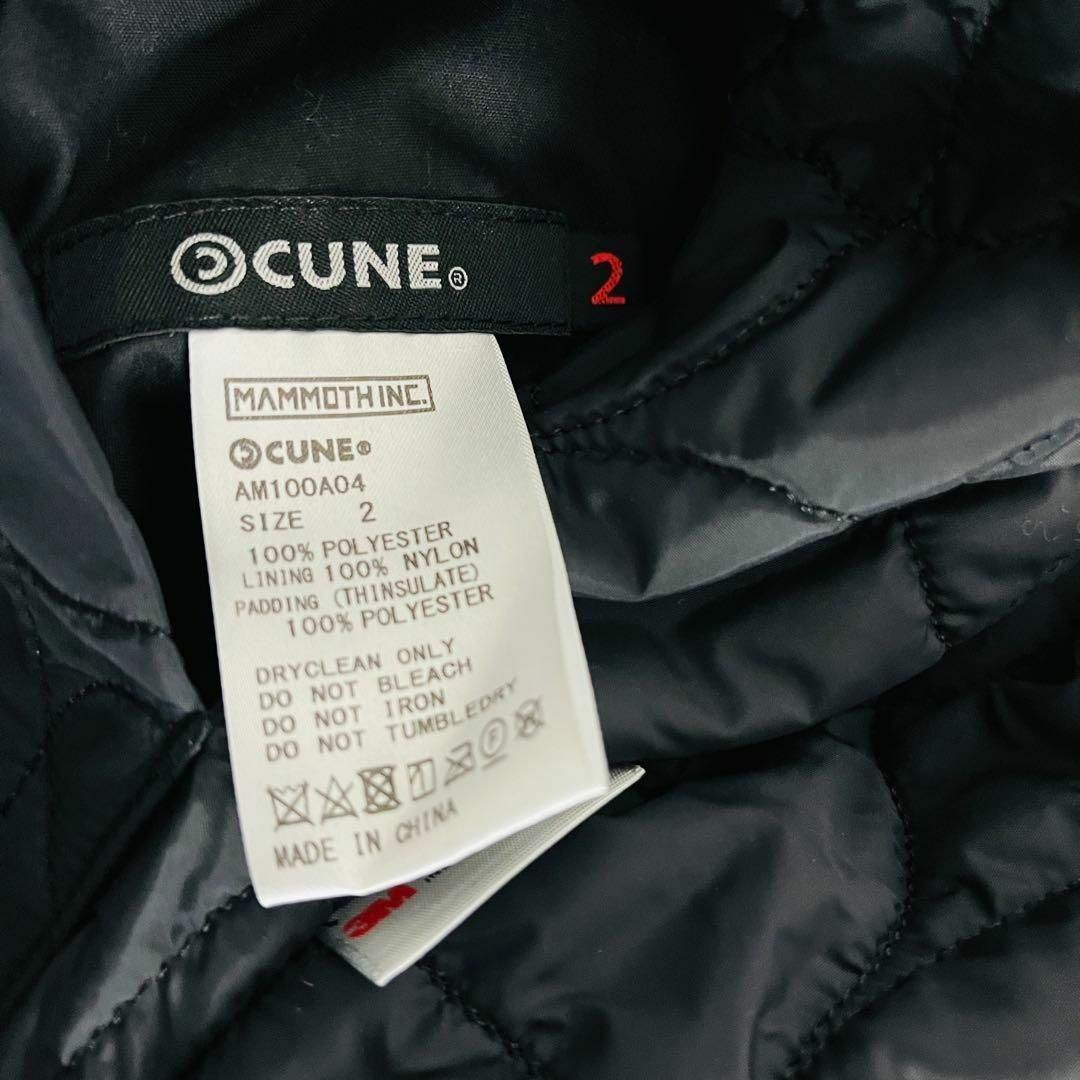 CUNE®
2
MAMMOTH INC.
CUNE®
AM100A04
SIZE 2
100% POLYESTER
LINING 100% NYLON
PADDING (THINSULATE)
100% POLYESTER
DRYCLEAN ONLY
DO NOT BLEACH
DO NOT IRON
DO NOT TUMBLEDRY
F
MADE IN CHINA
3M